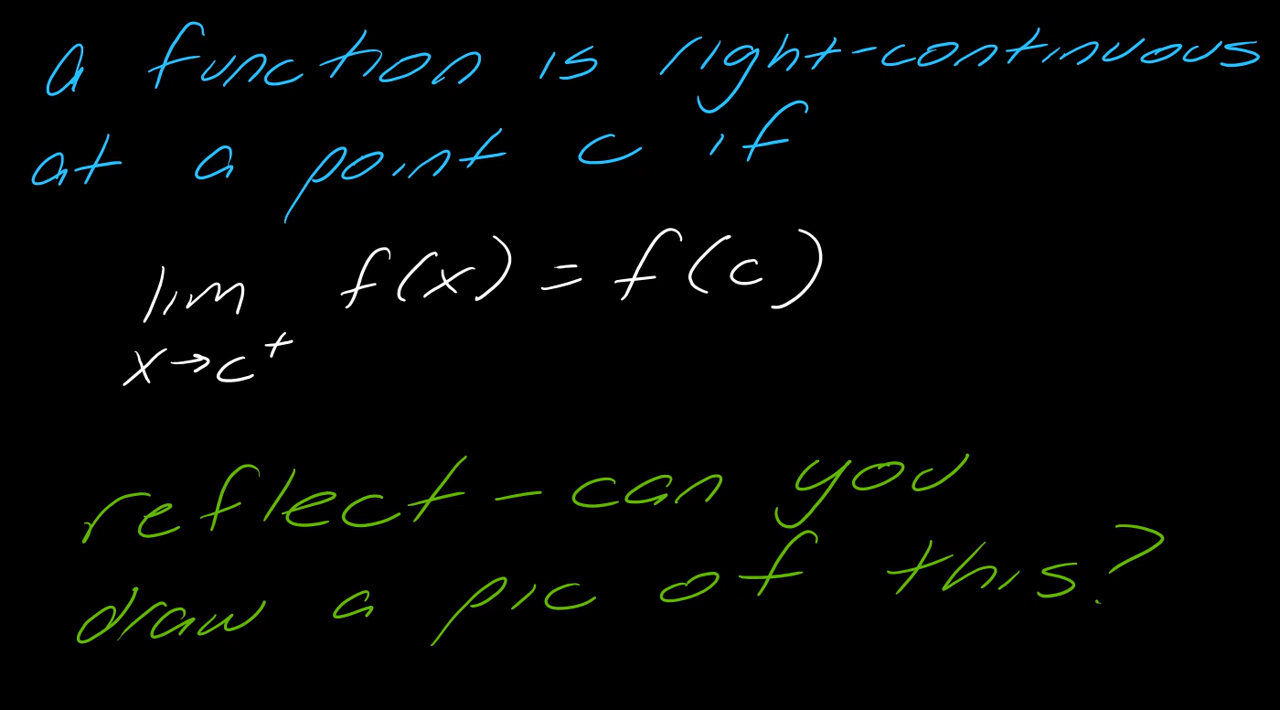 a function is right-continuous
at a point c if
lim f(x) = f(c)
x→c⁺
reflect - can you
draw a pic of this?